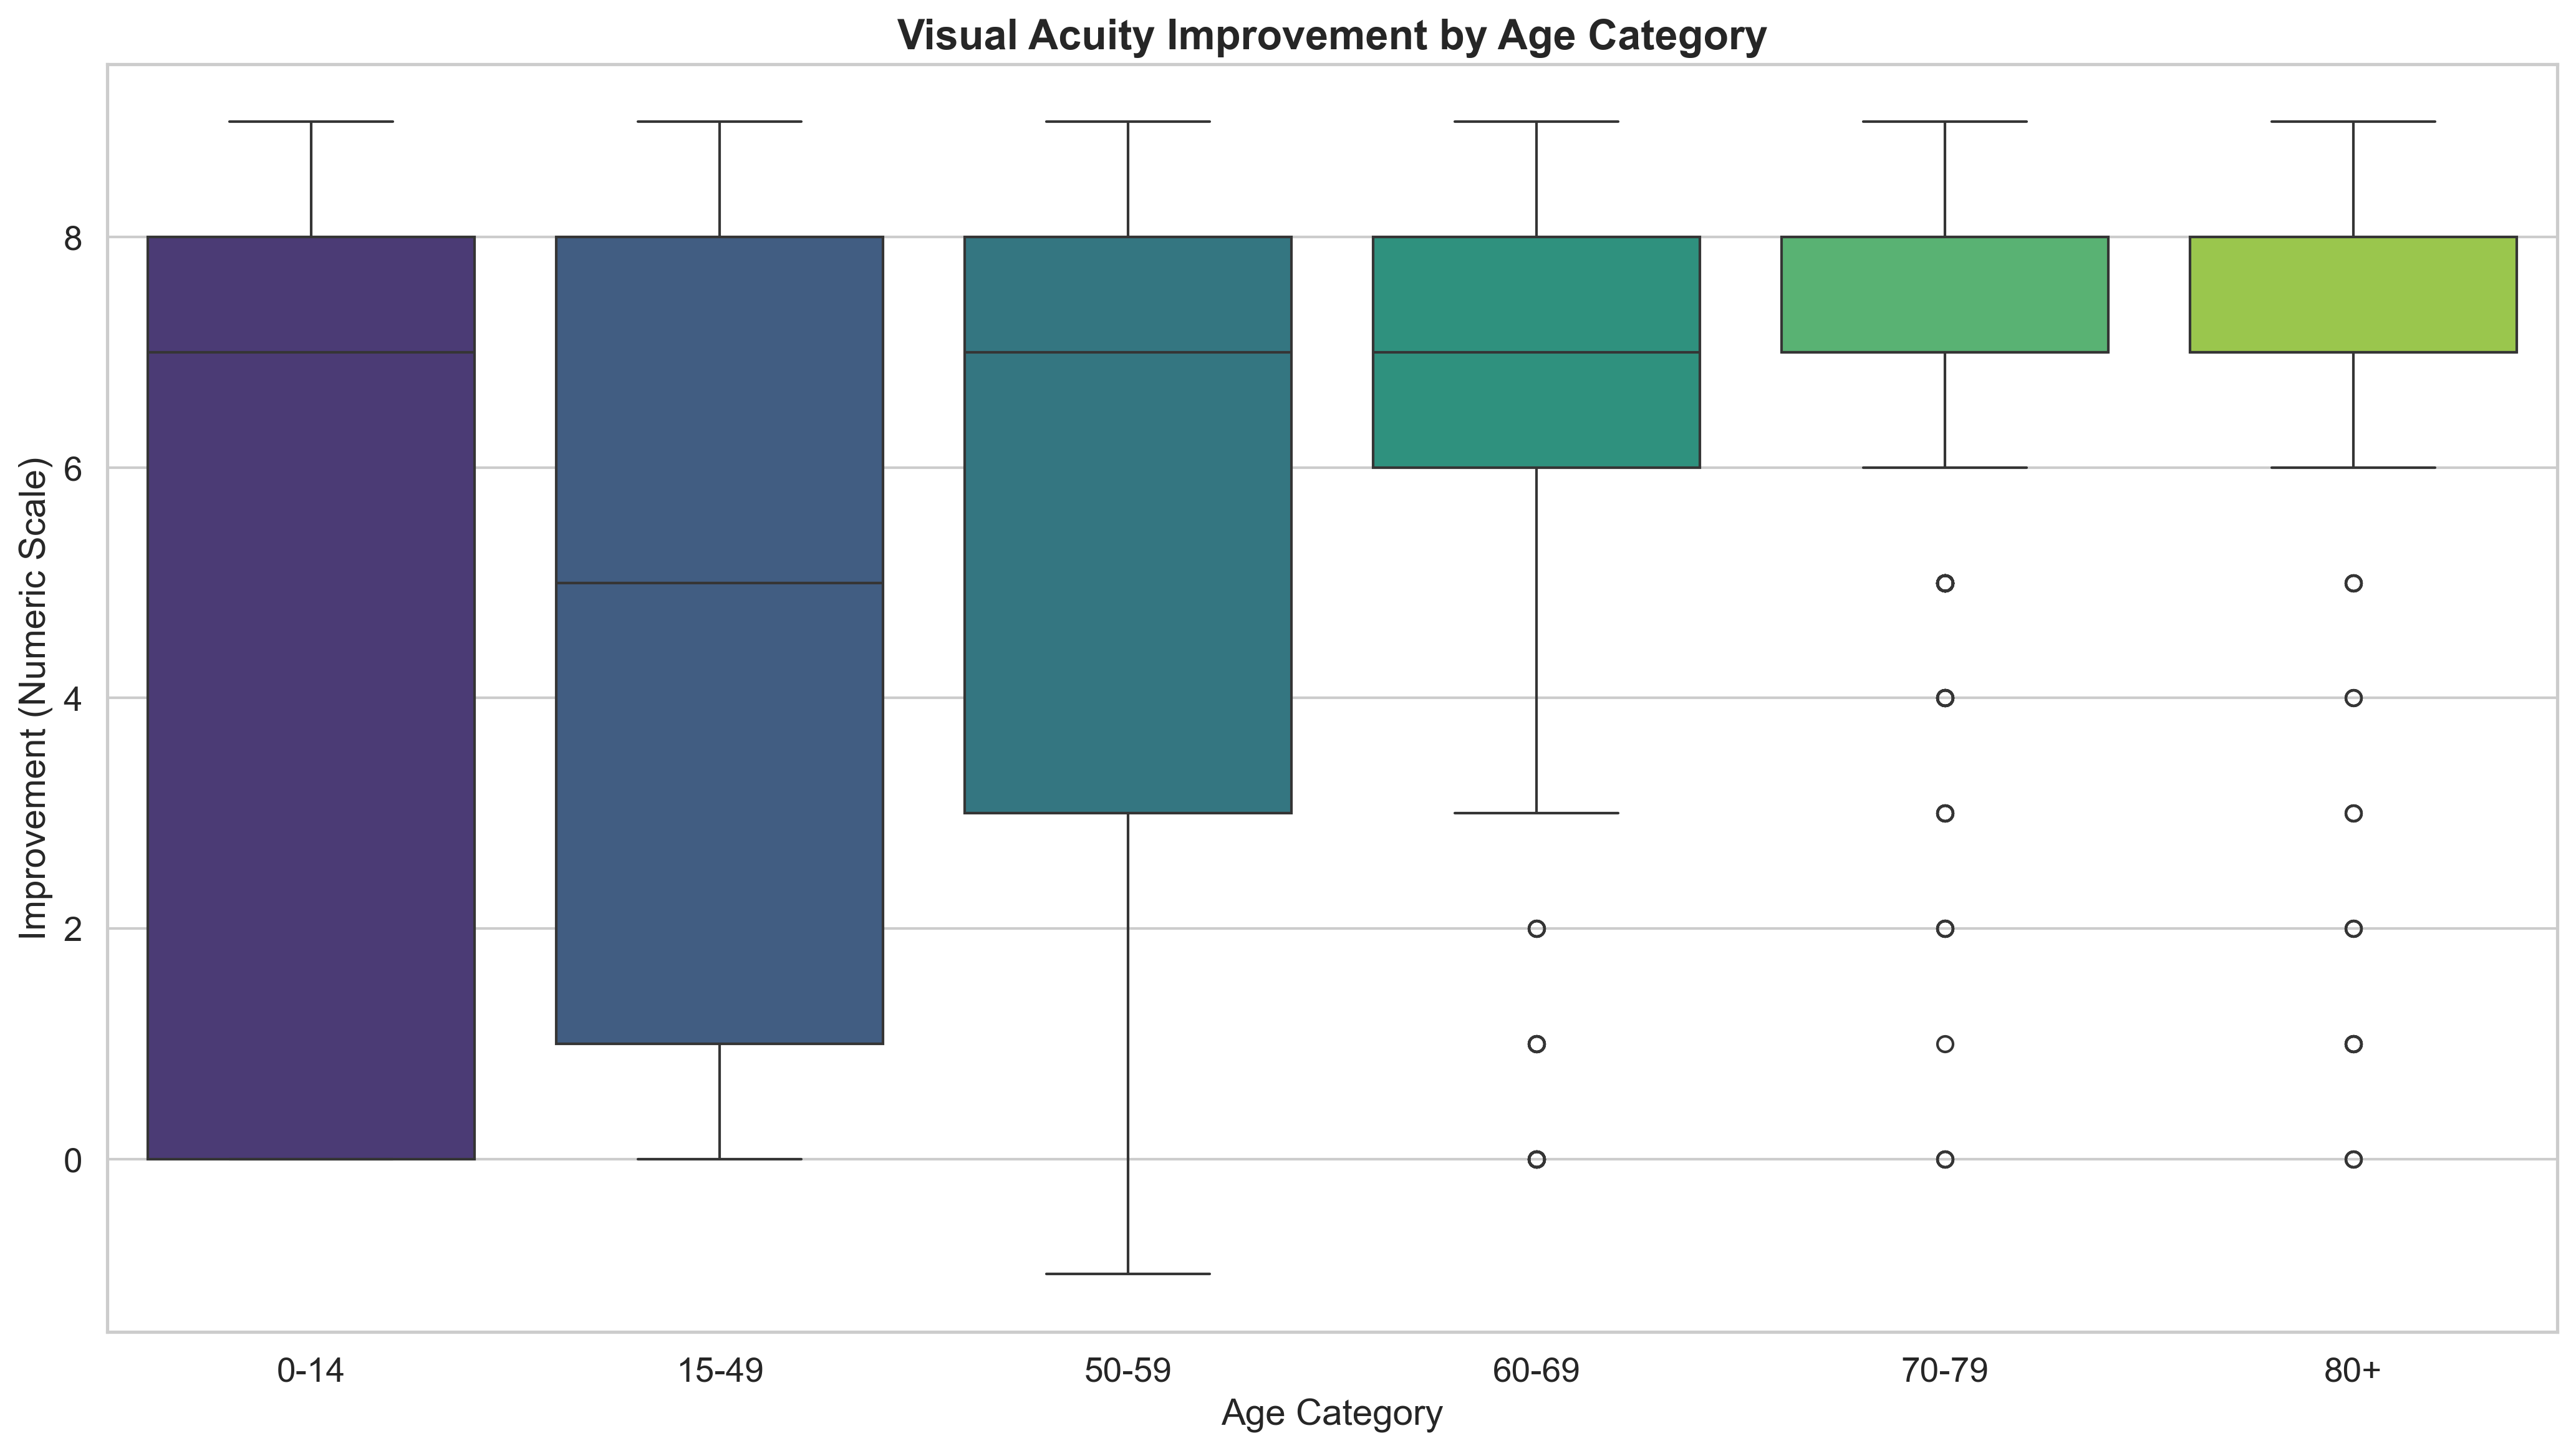 Visual Acuity Improvement by Age Category
Improvement (Numeric Scale)
8
6
4
2
0
0-14 15-49 50-59 60-69 70-79 80+
Age Category